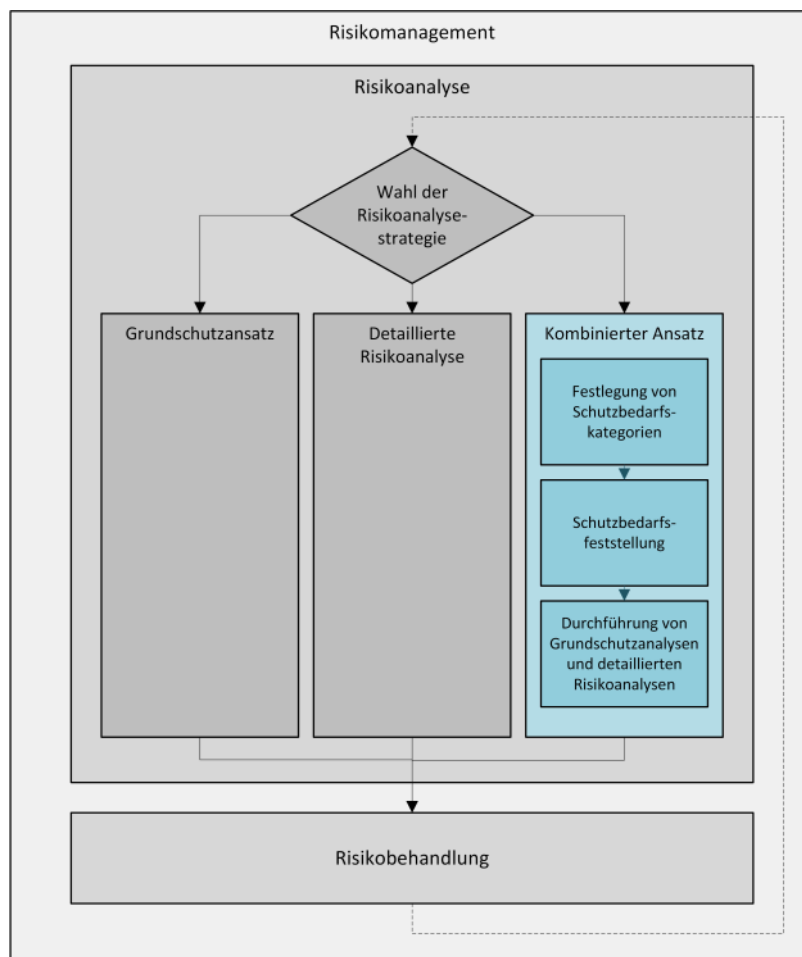 Risikomanagement
Risikoanalyse
Wahl der
Risikoanalyse-
strategie
Grundschutzansatz
Detaillierte
Risikoanalyse
Kombinierter Ansatz
Festlegung von
Schutzbedarfs-
kategorien
Schutzbedarfs-
feststellung
Durchführung von
Grundschutzanalysen
und detaillierten
Risikoanalysen
Risikobehandlung